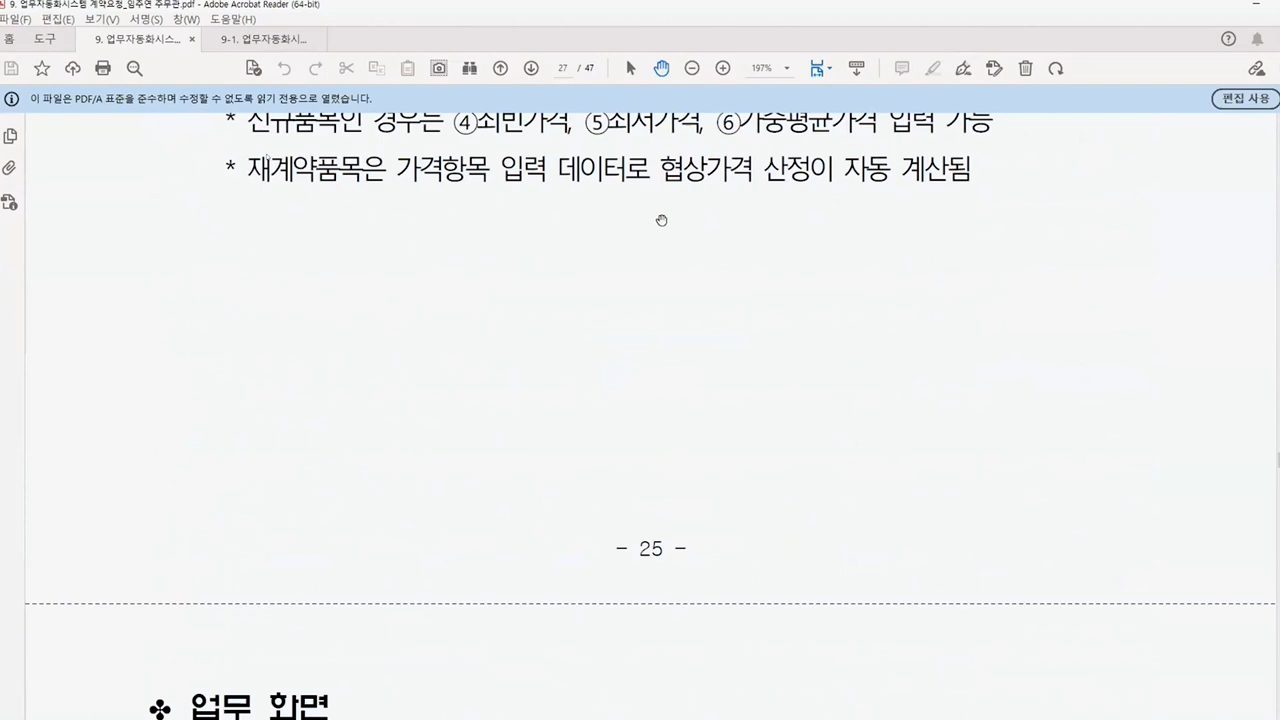 9. 업무자동화시스템 계약요청_임주연 주무관.pdf - Adobe Acrobat Reader (64-bit)
파일(F) 편집(E) 보기(V) 서명(S) 창(W) 도움말(H)
홈 도구 9. 업무자동화시스... × 9-1. 업무자동화시...
27 / 47 197%
이 파일은 PDF/A 표준을 준수하며 수정할 수 없도록 읽기 전용으로 열렸습니다. 편집 사용
* 신규품목인 경우는 ④최빈가격, ⑤최저가격, ⑥가중평균가격 입력 가능
* 재계약품목은 가격항목 입력 데이터로 협상가격 산정이 자동 계산됨
- 25 -
❖ 업무 화면